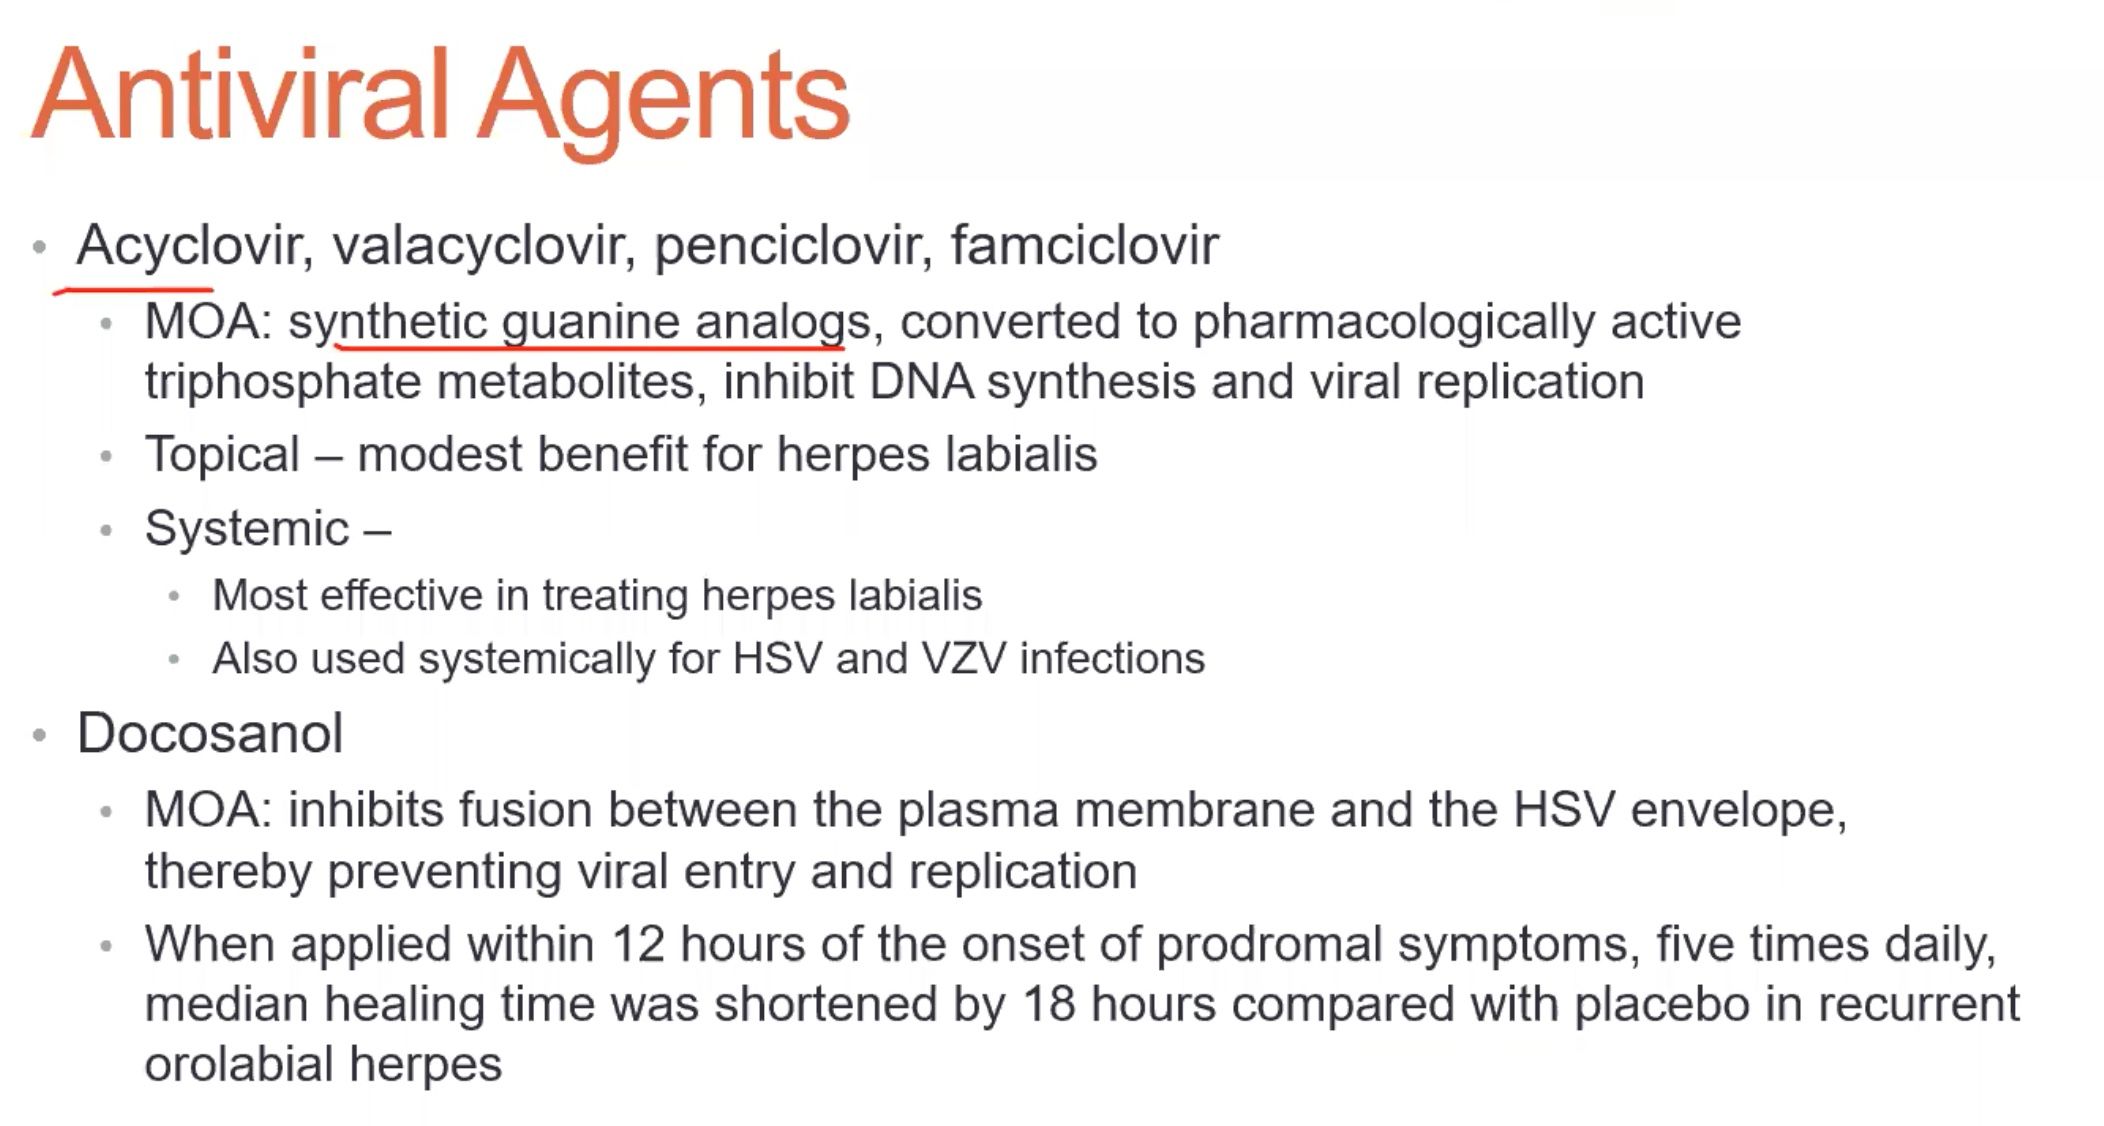 Antiviral Agents
• Acyclovir, valacyclovir, penciclovir, famciclovir
• MOA: synthetic guanine analogs, converted to pharmacologically active
triphosphate metabolites, inhibit DNA synthesis and viral replication
• Topical – modest benefit for herpes labialis
• Systemic –
• Most effective in treating herpes labialis
• Also used systemically for HSV and VZV infections
• Docosanol
• MOA: inhibits fusion between the plasma membrane and the HSV envelope,
thereby preventing viral entry and replication
• When applied within 12 hours of the onset of prodromal symptoms, five times daily,
median healing time was shortened by 18 hours compared with placebo in recurrent
orolabial herpes